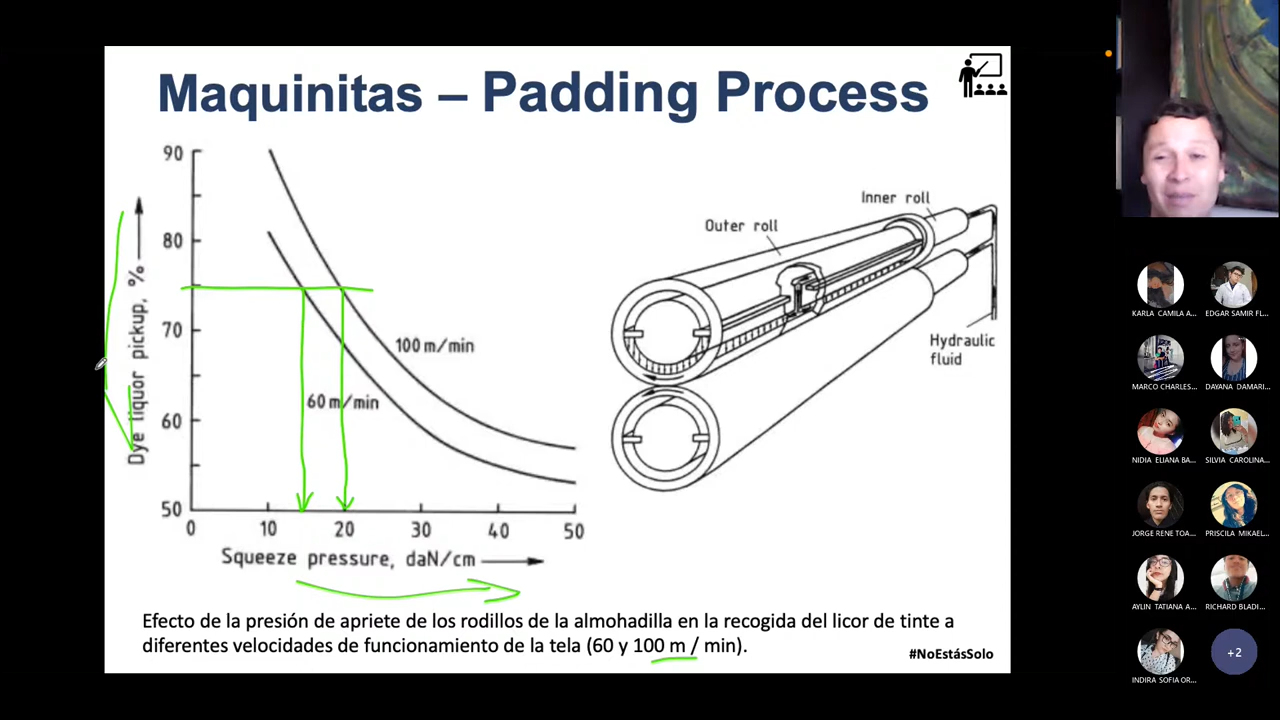 Maquinitas – Padding Process
90
80
70
60
50
Dye liquor pickup, %
0 10 20 30 40 50
Squeeze pressure, daN/cm
100 m/min
60 m/min
Outer roll
Inner roll
Hydraulic
fluid
Efecto de la presión de apriete de los rodillos de la almohadilla en la recogida del licor de tinte a
diferentes velocidades de funcionamiento de la tela (60 y 100 m / min).
#NoEstásSolo
KARLA CAMILA A...
EDGAR SAMIR FL...
MARCO CHARLES...
DAYANA DAMARI...
NIDIA ELIANA BA...
SILVIA CAROLINA...
JORGE RENE TOA...
PRISCILA MIKAEL...
AYLIN TATIANA A...
RICHARD BLADI...
INDIRA SOFIA OR...
+2